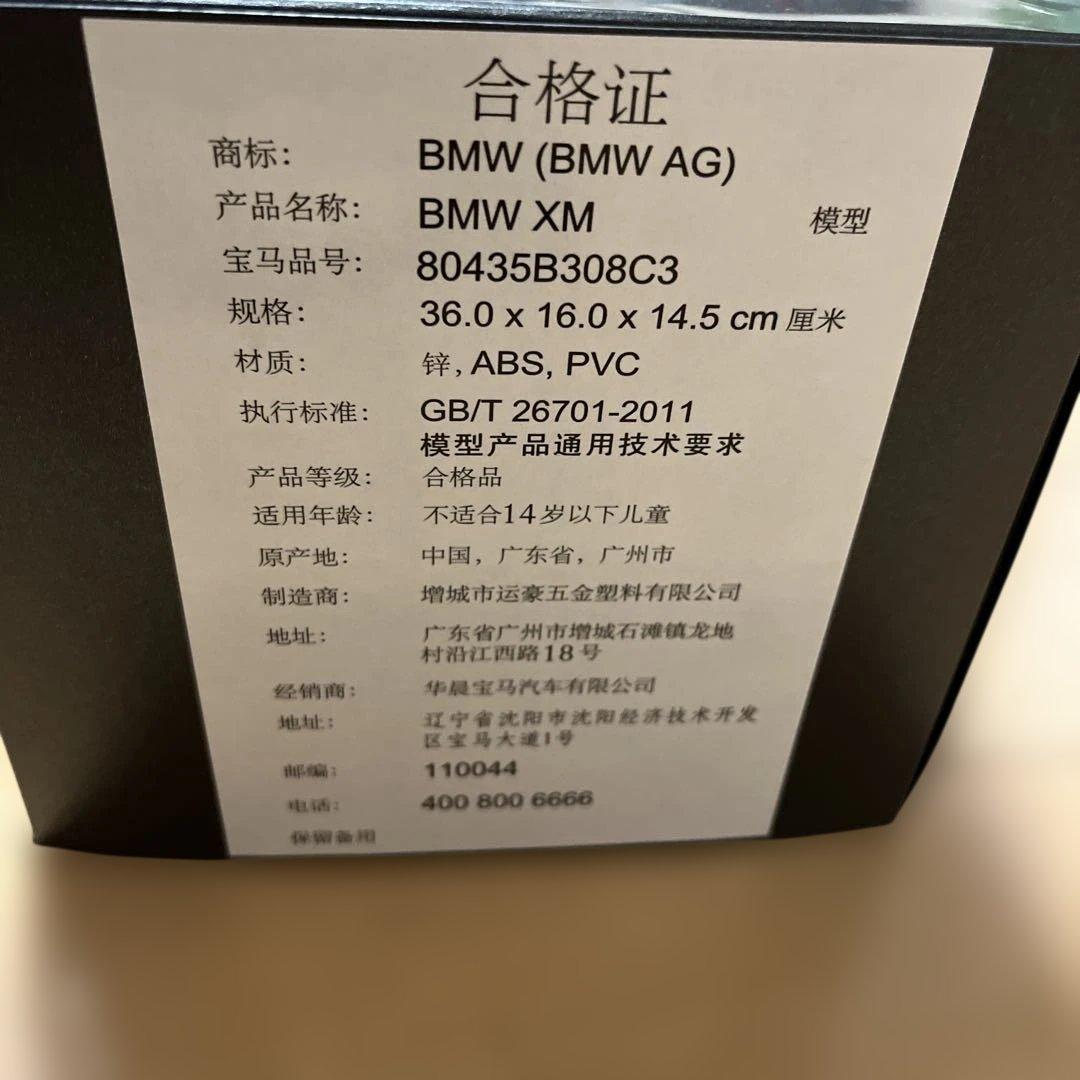 合格证
商标: BMW (BMW AG)
产品名称: BMW XM 模型
宝马品号: 80435B308C3
规格: 36.0 x 16.0 x 14.5 cm 厘米
材质: 锌, ABS, PVC
执行标准: GB/T 26701-2011
模型产品通用技术要求
产品等级: 合格品
适用年龄: 不适合14岁以下儿童
原产地: 中国, 广东省, 广州市
制造商: 增城市运豪五金塑料有限公司
地址: 广东省广州市增城石滩镇龙地
村沿江西路18号
经销商: 华晨宝马汽车有限公司
地址: 辽宁省沈阳市沈阳经济技术开发
区宝马大道1号
邮编: 110044
电话: 400 800 6666
保留备用